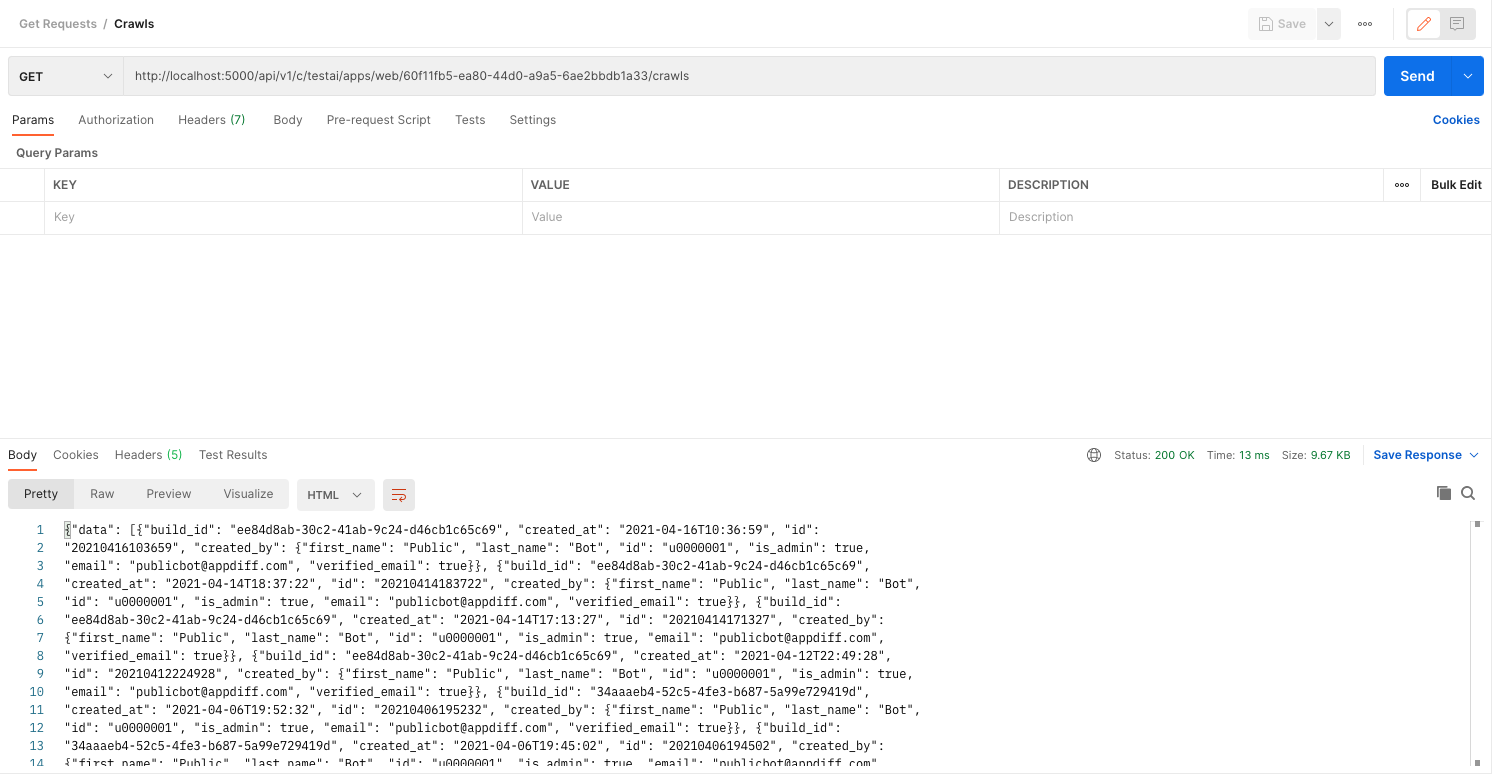 Get Requests / Crawls
Save
GET
http://localhost:5000/api/v1/c/testai/apps/web/60f11fb5-ea80-44d0-a9a5-6ae2bbdb1a33/crawls
Send
Params Authorization Headers (7) Body Pre-request Script Tests Settings Cookies
Query Params
KEY VALUE DESCRIPTION Bulk Edit
Key Value Description
Body Cookies Headers (5) Test Results Status: 200 OK Time: 13 ms Size: 9.67 KB Save Response
Pretty Raw Preview Visualize HTML
1 {"data": [{"build_id": "ee84d8ab-30c2-41ab-9c24-d46cb1c65c69", "created_at": "2021-04-16T10:36:59", "id":
2 "20210416103659", "created_by": {"first_name": "Public", "last_name": "Bot", "id": "u0000001", "is_admin": true,
3 "email": "publicbot@appdiff.com", "verified_email": true}}, {"build_id": "ee84d8ab-30c2-41ab-9c24-d46cb1c65c69",
4 "created_at": "2021-04-14T18:37:22", "id": "20210414183722", "created_by": {"first_name": "Public", "last_name": "Bot",
5 "id": "u0000001", "is_admin": true, "email": "publicbot@appdiff.com", "verified_email": true}}, {"build_id":
6 "ee84d8ab-30c2-41ab-9c24-d46cb1c65c69", "created_at": "2021-04-14T17:13:27", "id": "20210414171327", "created_by":
7 {"first_name": "Public", "last_name": "Bot", "id": "u0000001", "is_admin": true, "email": "publicbot@appdiff.com",
8 "verified_email": true}}, {"build_id": "ee84d8ab-30c2-41ab-9c24-d46cb1c65c69", "created_at": "2021-04-12T22:49:28",
9 "id": "20210412224928", "created_by": {"first_name": "Public", "last_name": "Bot", "id": "u0000001", "is_admin": true,
10 "email": "publicbot@appdiff.com", "verified_email": true}}, {"build_id": "34aaaeb4-52c5-4fe3-b687-5a99e729419d",
11 "created_at": "2021-04-06T19:52:32", "id": "20210406195232", "created_by": {"first_name": "Public", "last_name": "Bot",
12 "id": "u0000001", "is_admin": true, "email": "publicbot@appdiff.com", "verified_email": true}}, {"build_id":
13 "34aaaeb4-52c5-4fe3-b687-5a99e729419d", "created_at": "2021-04-06T19:45:02", "id": "20210406194502", "created_by":
14 {"first_name": "Public", "last_name": "Bot", "id": "u0000001", "is_admin": true, "email": "publicbot@appdiff.com",